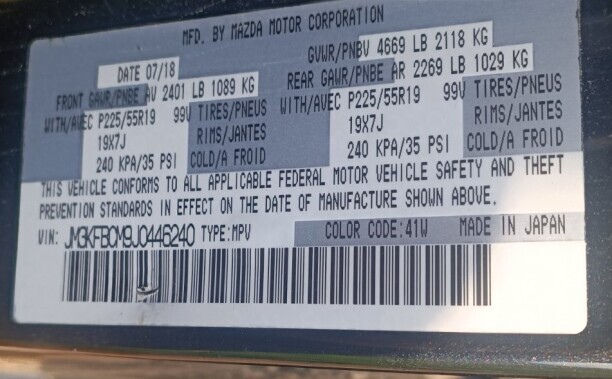 MFD. BY MAZDA MOTOR CORPORATION
DATE 07/18 GVWR/PNBV 4669 LB 2118 KG
FRONT GAWR/PNBE AV 2401 LB 1089 KG REAR GAWR/PNBE AR 2269 LB 1029 KG
WITH/AVEC P225/55R19 99V TIRES/PNEUS WITH/AVEC P225/55R19 99V TIRES/PNEUS
19X7J RIMS/JANTES 19X7J RIMS/JANTES
240 KPA/35 PSI COLD/A FROID 240 KPA/35 PSI COLD/A FROID
THIS VEHICLE CONFORMS TO ALL APPLICABLE FEDERAL MOTOR VEHICLE SAFETY AND THEFT
PREVENTION STANDARDS IN EFFECT ON THE DATE OF MANUFACTURE SHOWN ABOVE.
VIN: JM3KFBCM9J0446240 TYPE:MPV COLOR CODE:41W MADE IN JAPAN